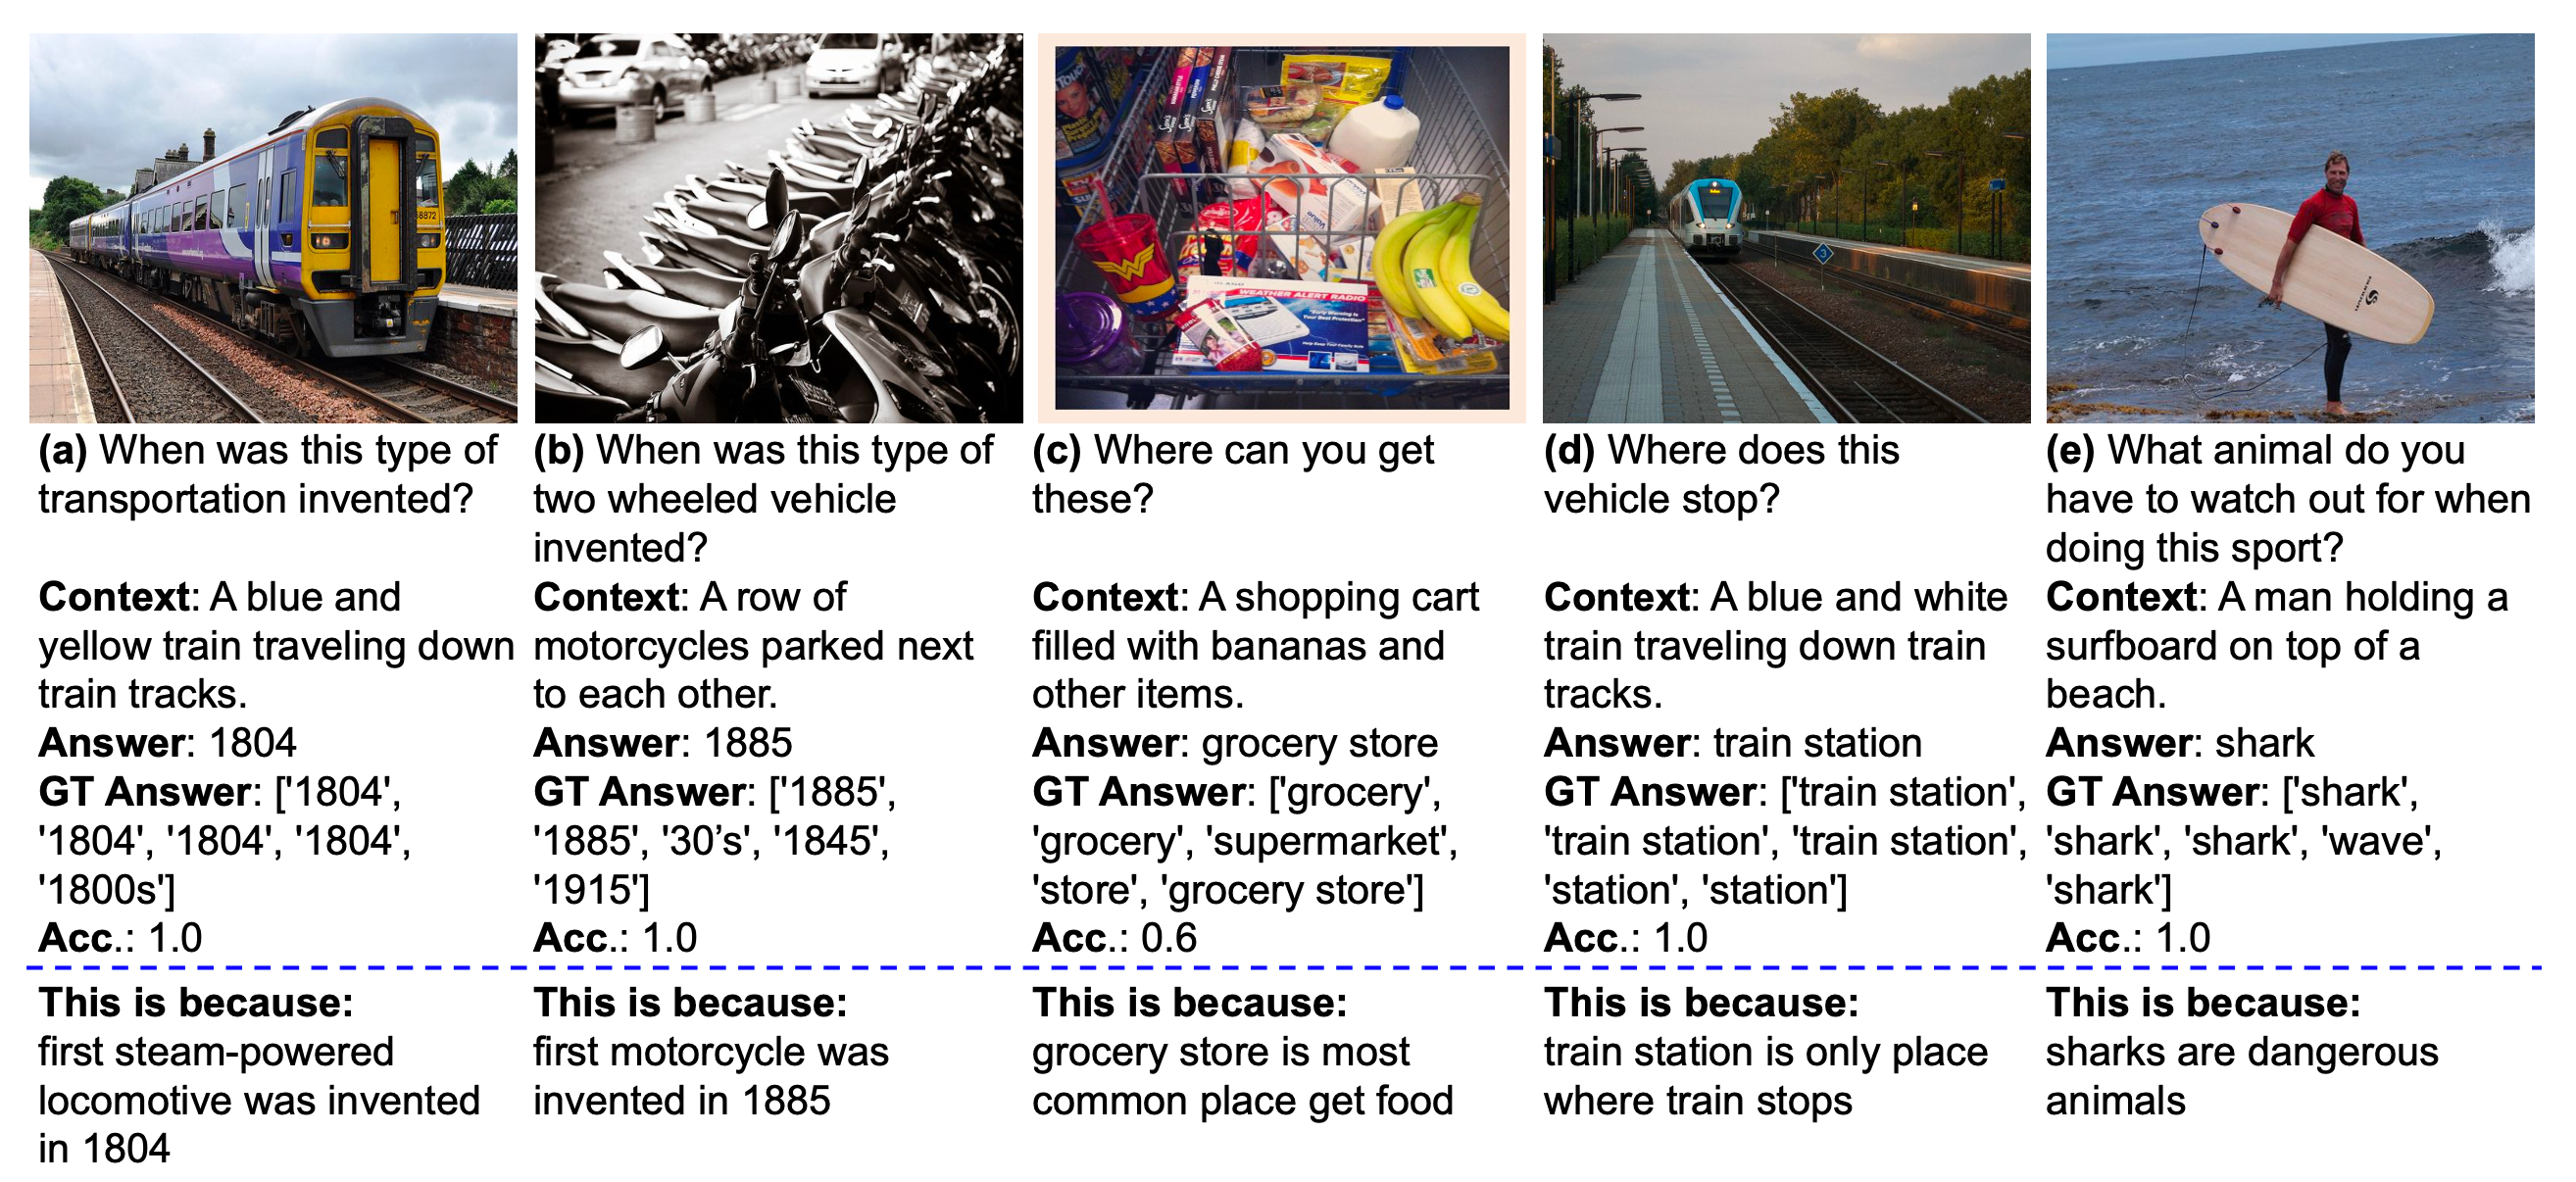 WEATHER ALERT RADIO
3
(a) When was this type of
transportation invented?
Context: A blue and
yellow train traveling down
train tracks.
Answer: 1804
GT Answer: ['1804',
'1804', '1804', '1804',
'1800s']
Acc.: 1.0
This is because:
first steam-powered
locomotive was invented
in 1804
(b) When was this type of
two wheeled vehicle
invented?
Context: A row of
motorcycles parked next
to each other.
Answer: 1885
GT Answer: ['1885',
'1885', '30’s', '1845',
'1915']
Acc.: 1.0
This is because:
first motorcycle was
invented in 1885
(c) Where can you get
these?
Context: A shopping cart
filled with bananas and
other items.
Answer: grocery store
GT Answer: ['grocery',
'grocery', 'supermarket',
'store', 'grocery store']
Acc.: 0.6
This is because:
grocery store is most
common place get food
(d) Where does this
vehicle stop?
Context: A blue and white
train traveling down train
tracks.
Answer: train station
GT Answer: ['train station',
'train station', 'train station',
'station', 'station']
Acc.: 1.0
This is because:
train station is only place
where train stops
(e) What animal do you
have to watch out for when
doing this sport?
Context: A man holding a
surfboard on top of a
beach.
Answer: shark
GT Answer: ['shark',
'shark', 'shark', 'wave',
'shark']
Acc.: 1.0
This is because:
sharks are dangerous
animals